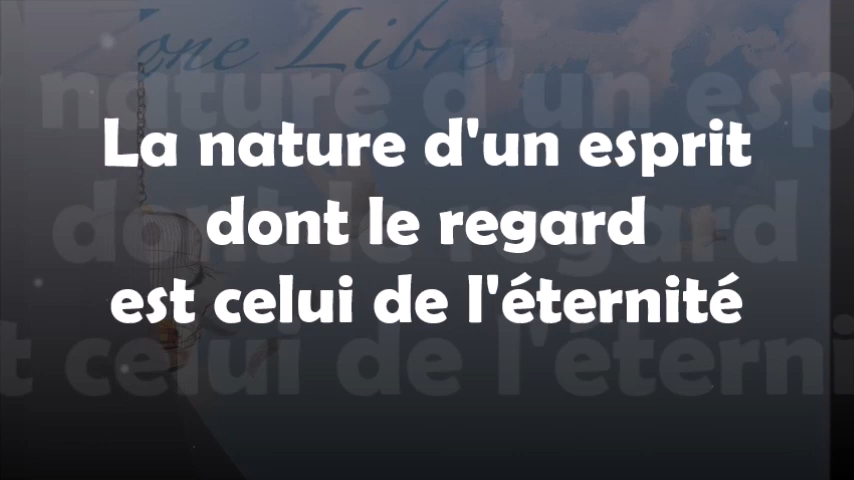 Zone Libre
La nature d'un esprit
dont le regard
est celui de l'éternité